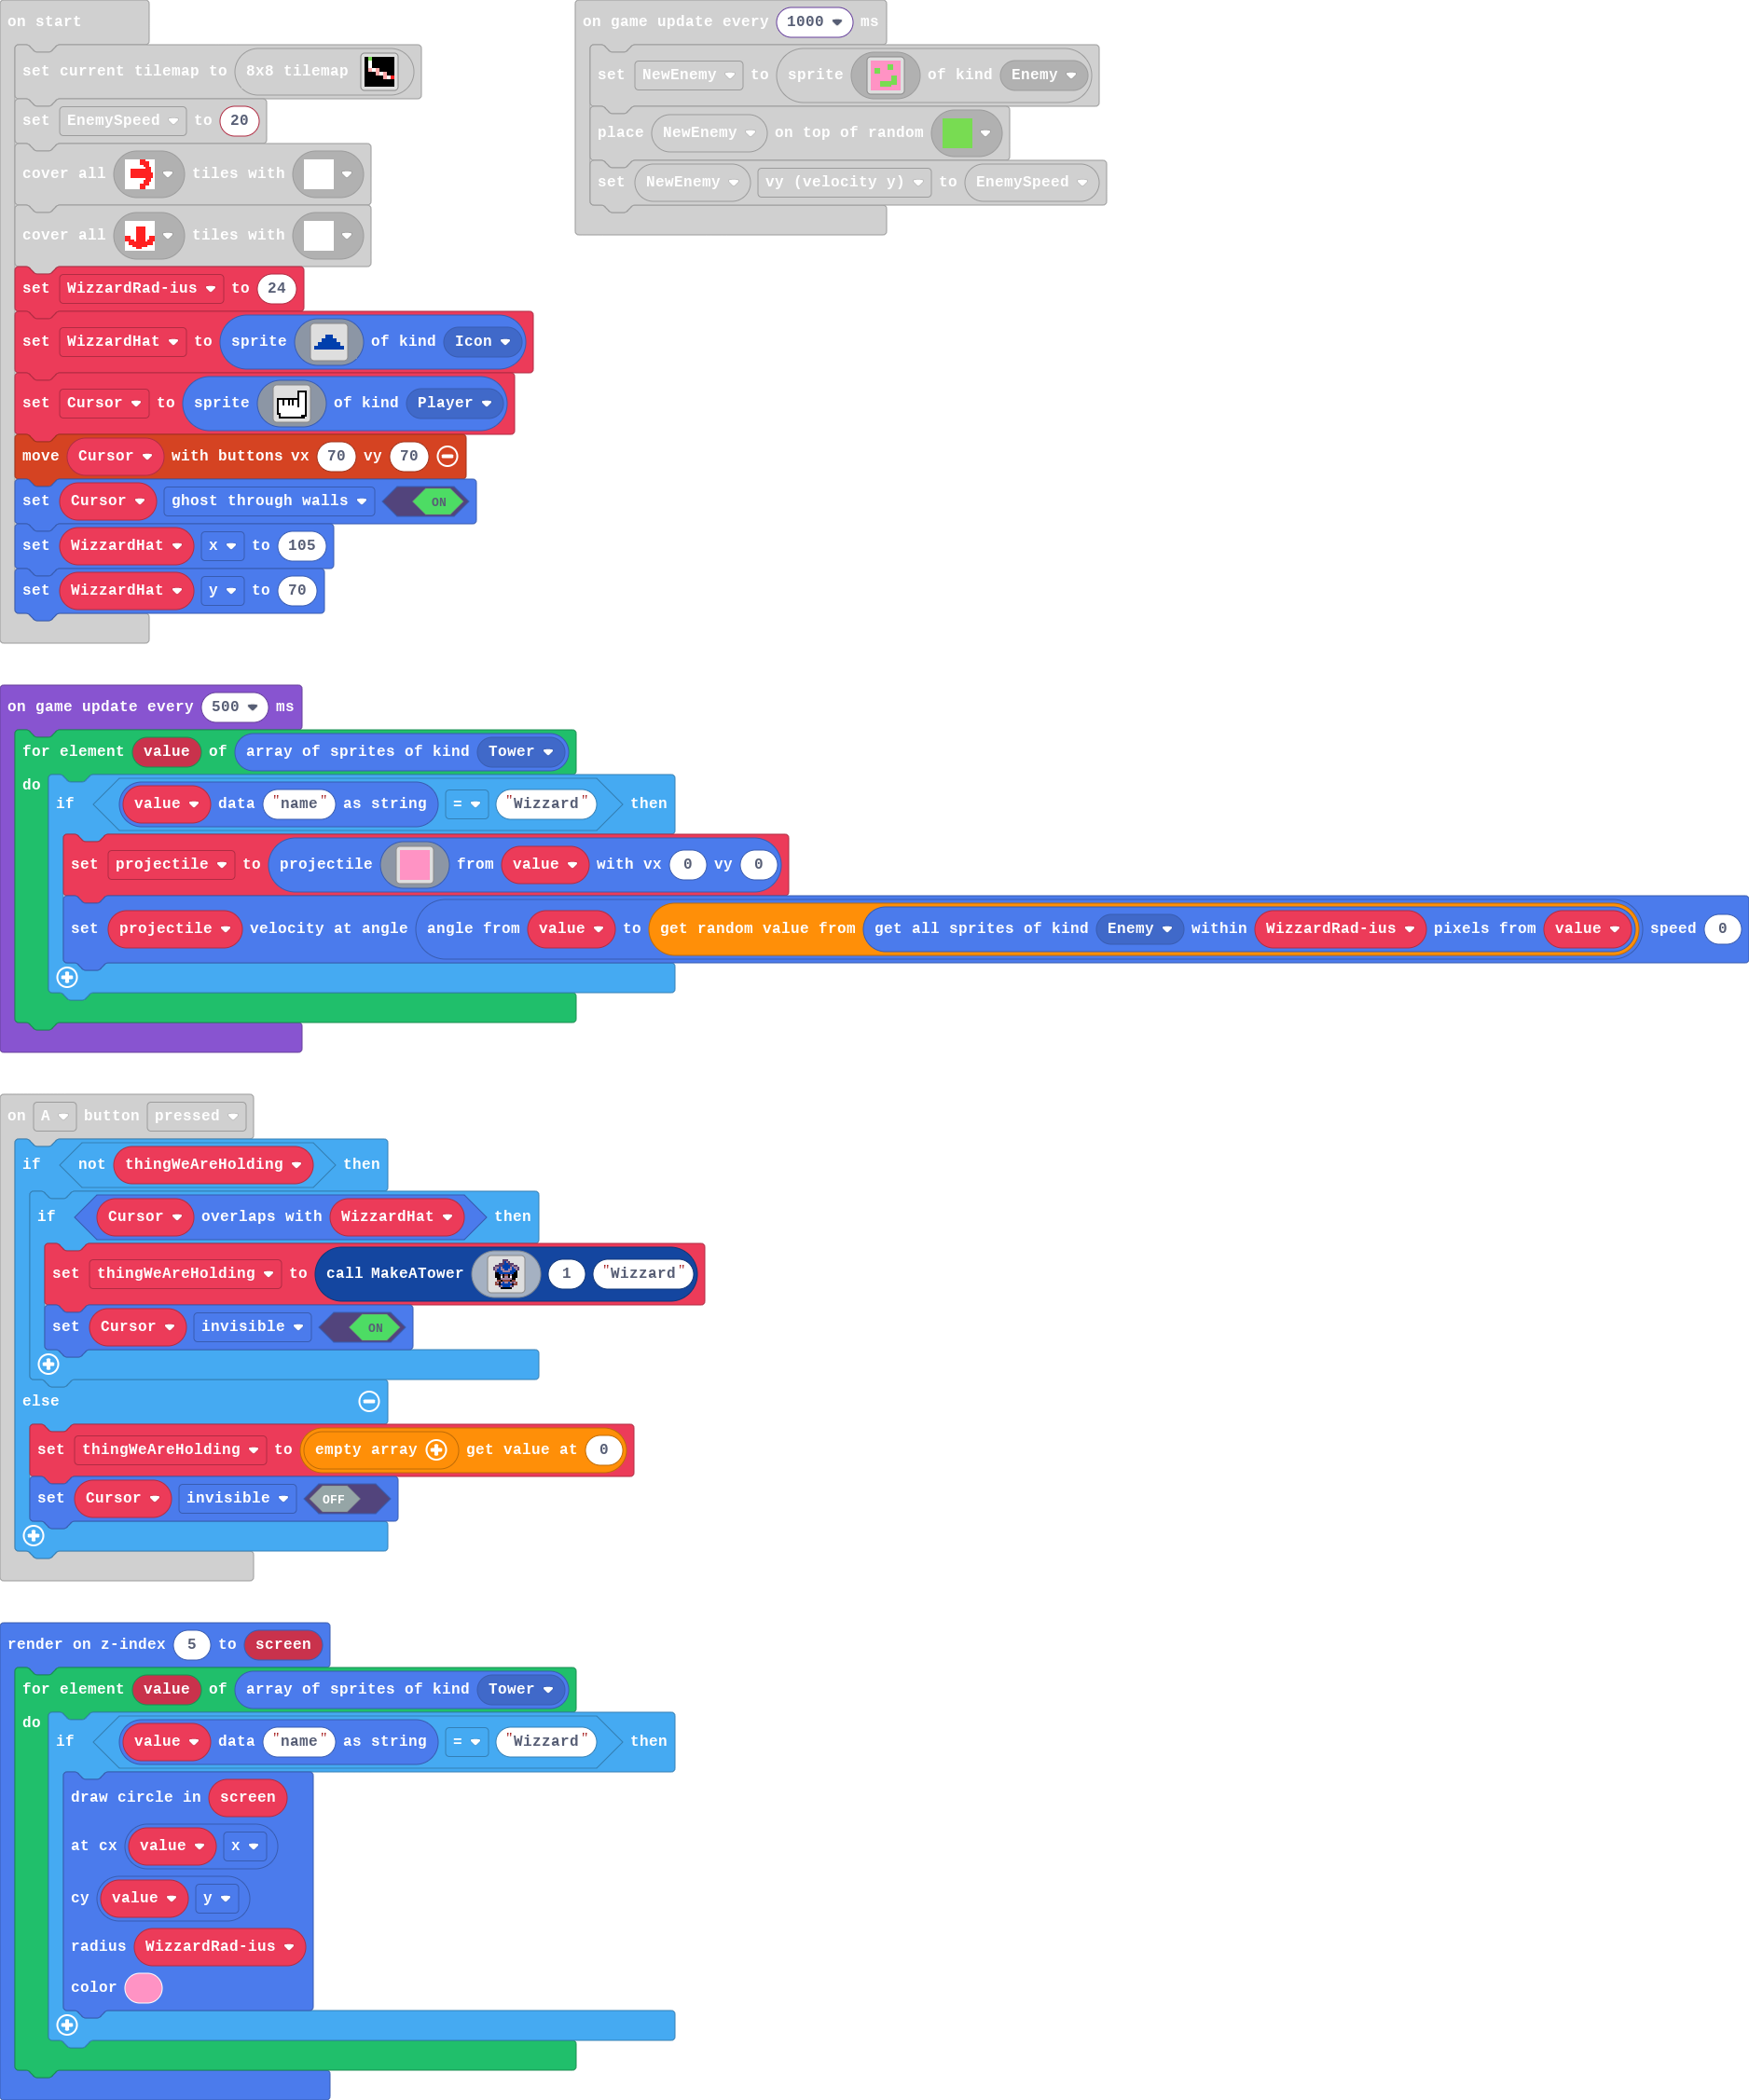 on start
set current tilemap to 8x8 tilemap
set EnemySpeed to 20
cover all tiles with
cover all tiles with
set WizzardRad-ius to 24
set WizzardHat to sprite of kind Icon
set Cursor to sprite of kind Player
move Cursor with buttons vx 70 vy 70
set Cursor ghost through walls ON
set WizzardHat x to 105
set WizzardHat y to 70
on game update every 1000 ms
set NewEnemy to sprite of kind Enemy
place NewEnemy on top of random
set NewEnemy vy (velocity y) to EnemySpeed
on game update every 500 ms
for element value of array of sprites of kind Tower
do
if value data "name" as string = "Wizzard" then
set projectile to projectile from value with vx 0 vy 0
set projectile velocity at angle angle from value to get random value from get all sprites of kind Enemy within WizzardRad-ius pixels from value speed 0
on A button pressed
if not thingWeAreHolding then
if Cursor overlaps with WizzardHat then
set thingWeAreHolding to call MakeATower 1 "Wizzard"
set Cursor invisible ON
else
set thingWeAreHolding to empty array get value at 0
set Cursor invisible OFF
render on z-index 5 to screen
for element value of array of sprites of kind Tower
do
if value data "name" as string = "Wizzard" then
draw circle in screen
at cx value x
cy value y
radius WizzardRad-ius
color